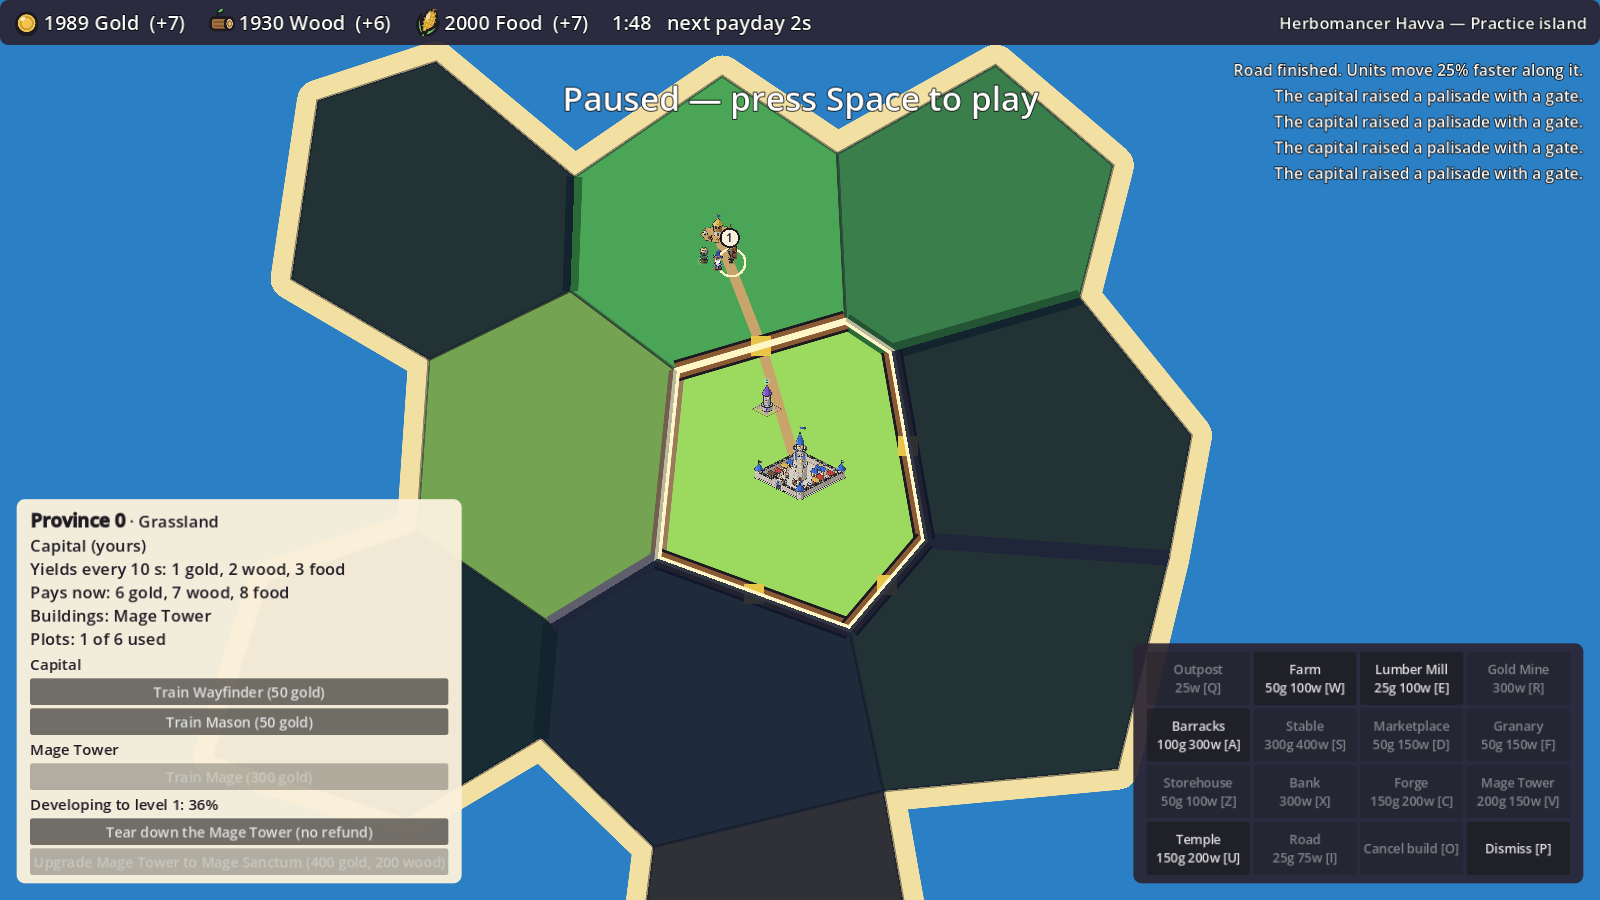 1989 Gold (+7) 1930 Wood (+6) 2000 Food (+7) 1:48 next payday 2s
Herbomancer Havva — Practice island
Road finished. Units move 25% faster along it.
The capital raised a palisade with a gate.
The capital raised a palisade with a gate.
The capital raised a palisade with a gate.
The capital raised a palisade with a gate.
Paused — press Space to play
1
Province 0 · Grassland
Capital (yours)
Yields every 10 s: 1 gold, 2 wood, 3 food
Pays now: 6 gold, 7 wood, 8 food
Buildings: Mage Tower
Plots: 1 of 6 used
Capital
Train Wayfinder (50 gold)
Train Mason (50 gold)
Mage Tower
Train Mage (300 gold)
Developing to level 1: 36%
Tear down the Mage Tower (no refund)
Upgrade Mage Tower to Mage Sanctum (400 gold, 200 wood)
Outpost
25w [Q]
Farm
50g 100w [W]
Lumber Mill
25g 100w [E]
Gold Mine
300w [R]
Barracks
100g 300w [A]
Stable
300g 400w [S]
Marketplace
50g 150w [D]
Granary
50g 150w [F]
Storehouse
50g 100w [Z]
Bank
300w [X]
Forge
150g 200w [C]
Mage Tower
200g 150w [V]
Temple
150g 200w [U]
Road
25g 75w [I]
Cancel build [O]
Dismiss [P]